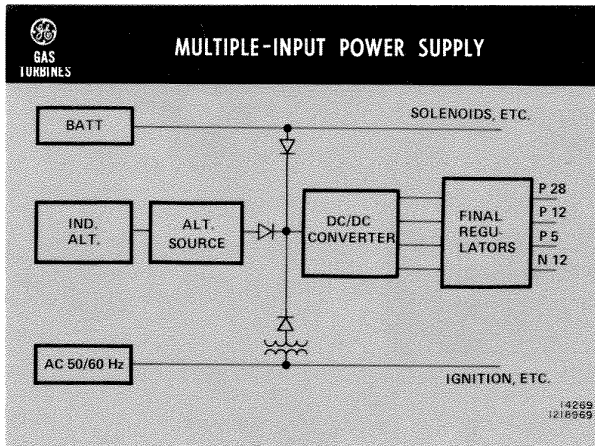 GE
GAS
TURBINES
MULTIPLE-INPUT POWER SUPPLY
BATT
SOLENOIDS, ETC.
IND.
ALT.
ALT.
SOURCE
DC/DC
CONVERTER
FINAL
REGU-
LATORS
P 28
P 12
P 5
N 12
AC 50/60 Hz
IGNITION, ETC.
14269
1218969